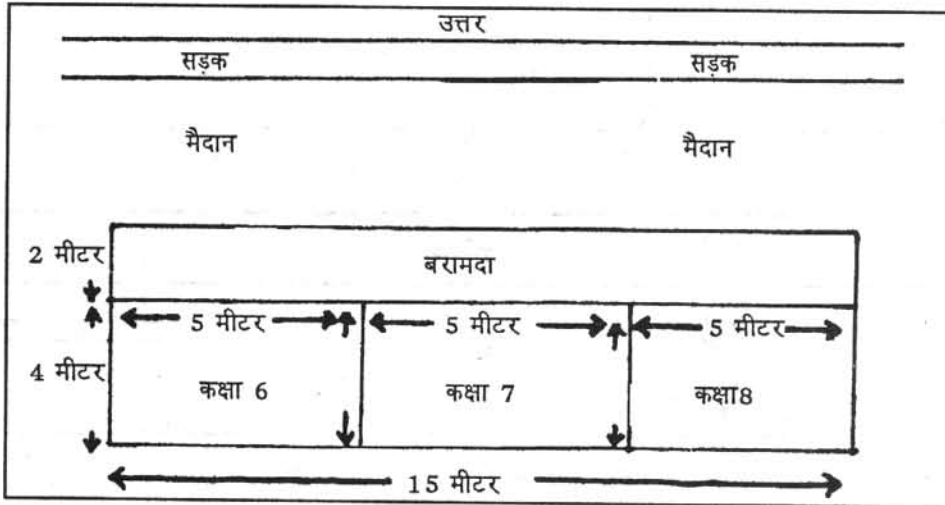 उत्तर
सड़क सड़क
मैदान मैदान
2 मीटर
बरामदा
5 मीटर 5 मीटर 5 मीटर
4 मीटर
कक्षा 6 कक्षा 7 कक्षा8
15 मीटर